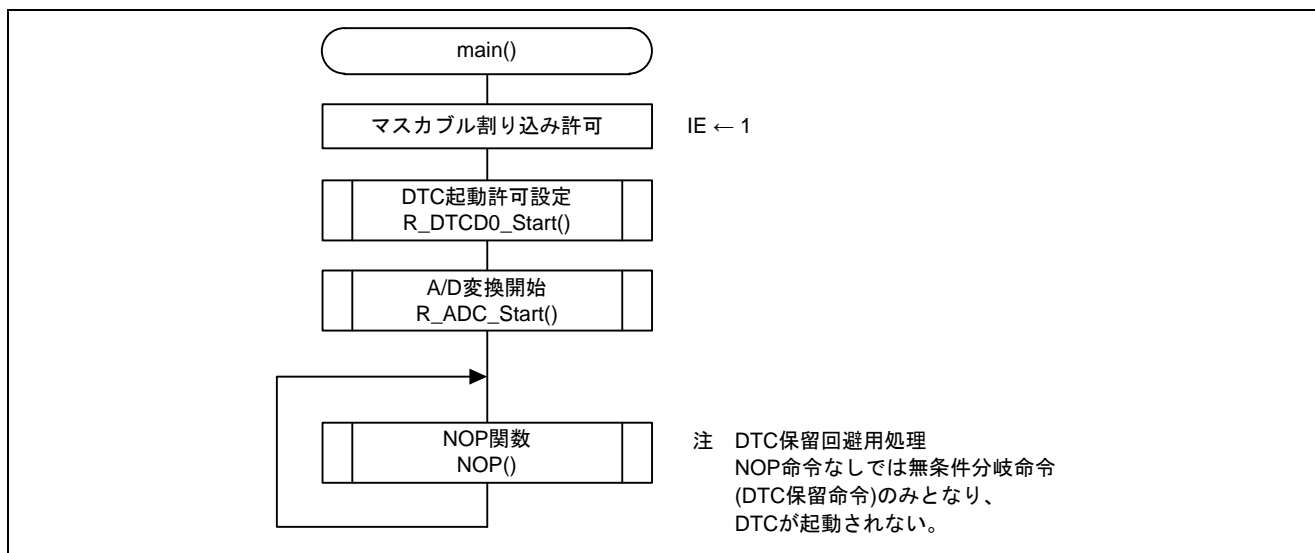 main()
マスカブル割り込み許可
IE ← 1
DTC起動許可設定
R_DTCD0_Start()
A/D変換開始
R_ADC_Start()
NOP関数
NOP()
注 DTC保留回避用処理
NOP命令なしでは無条件分岐命令
(DTC保留命令)のみとなり、
DTCが起動されない。